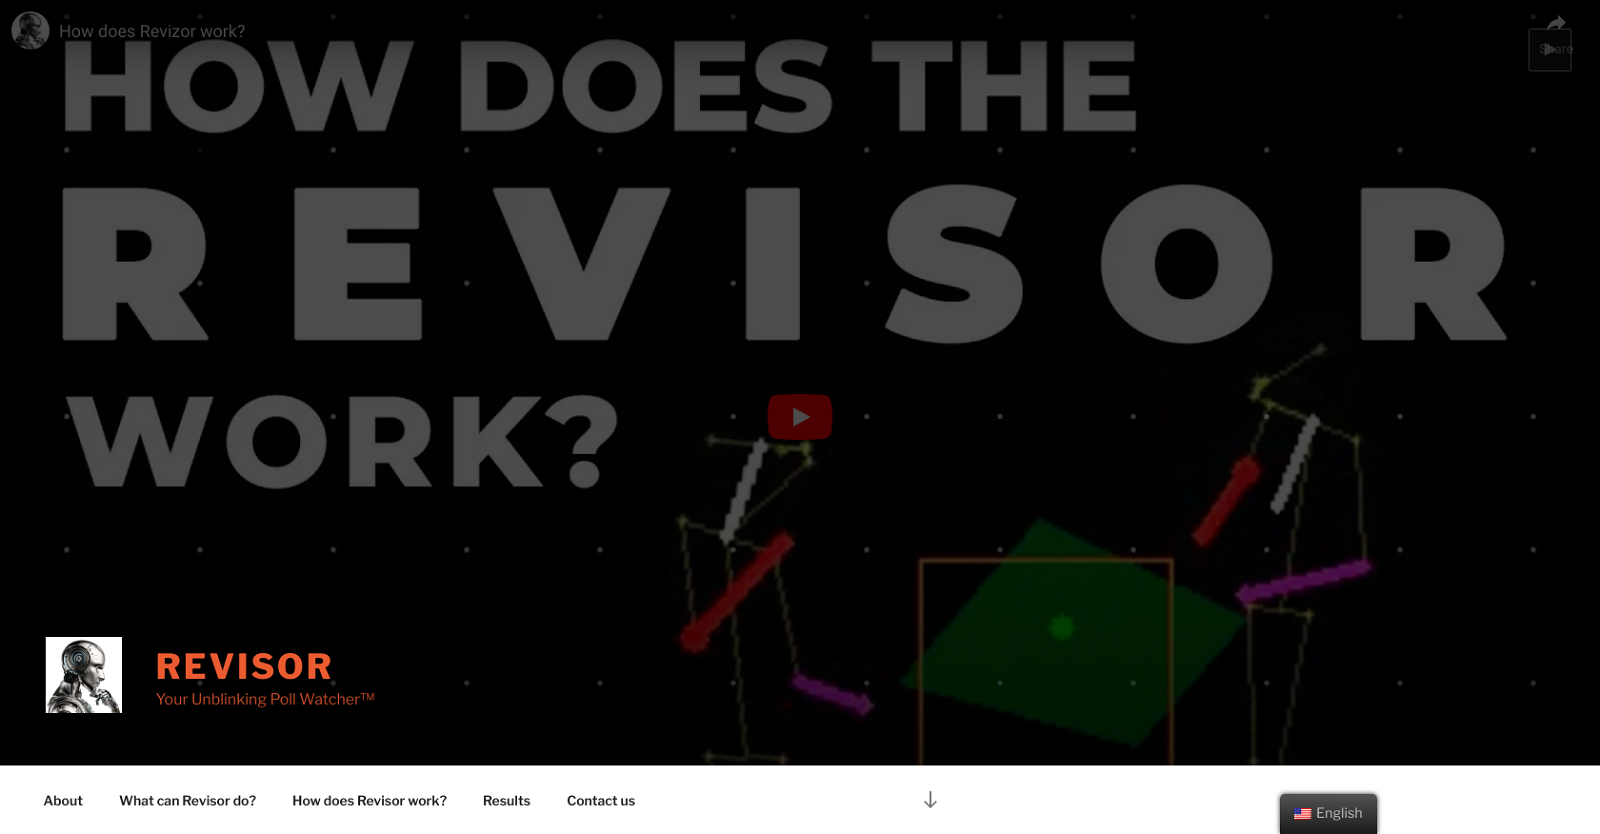 How does Revizor work?
Share
HOW DOES THE
REVISOR
WORK?
REVISOR
Your Unblinking Poll Watcher™
About
What can Revisor do?
How does Revisor work?
Results
Contact us
English